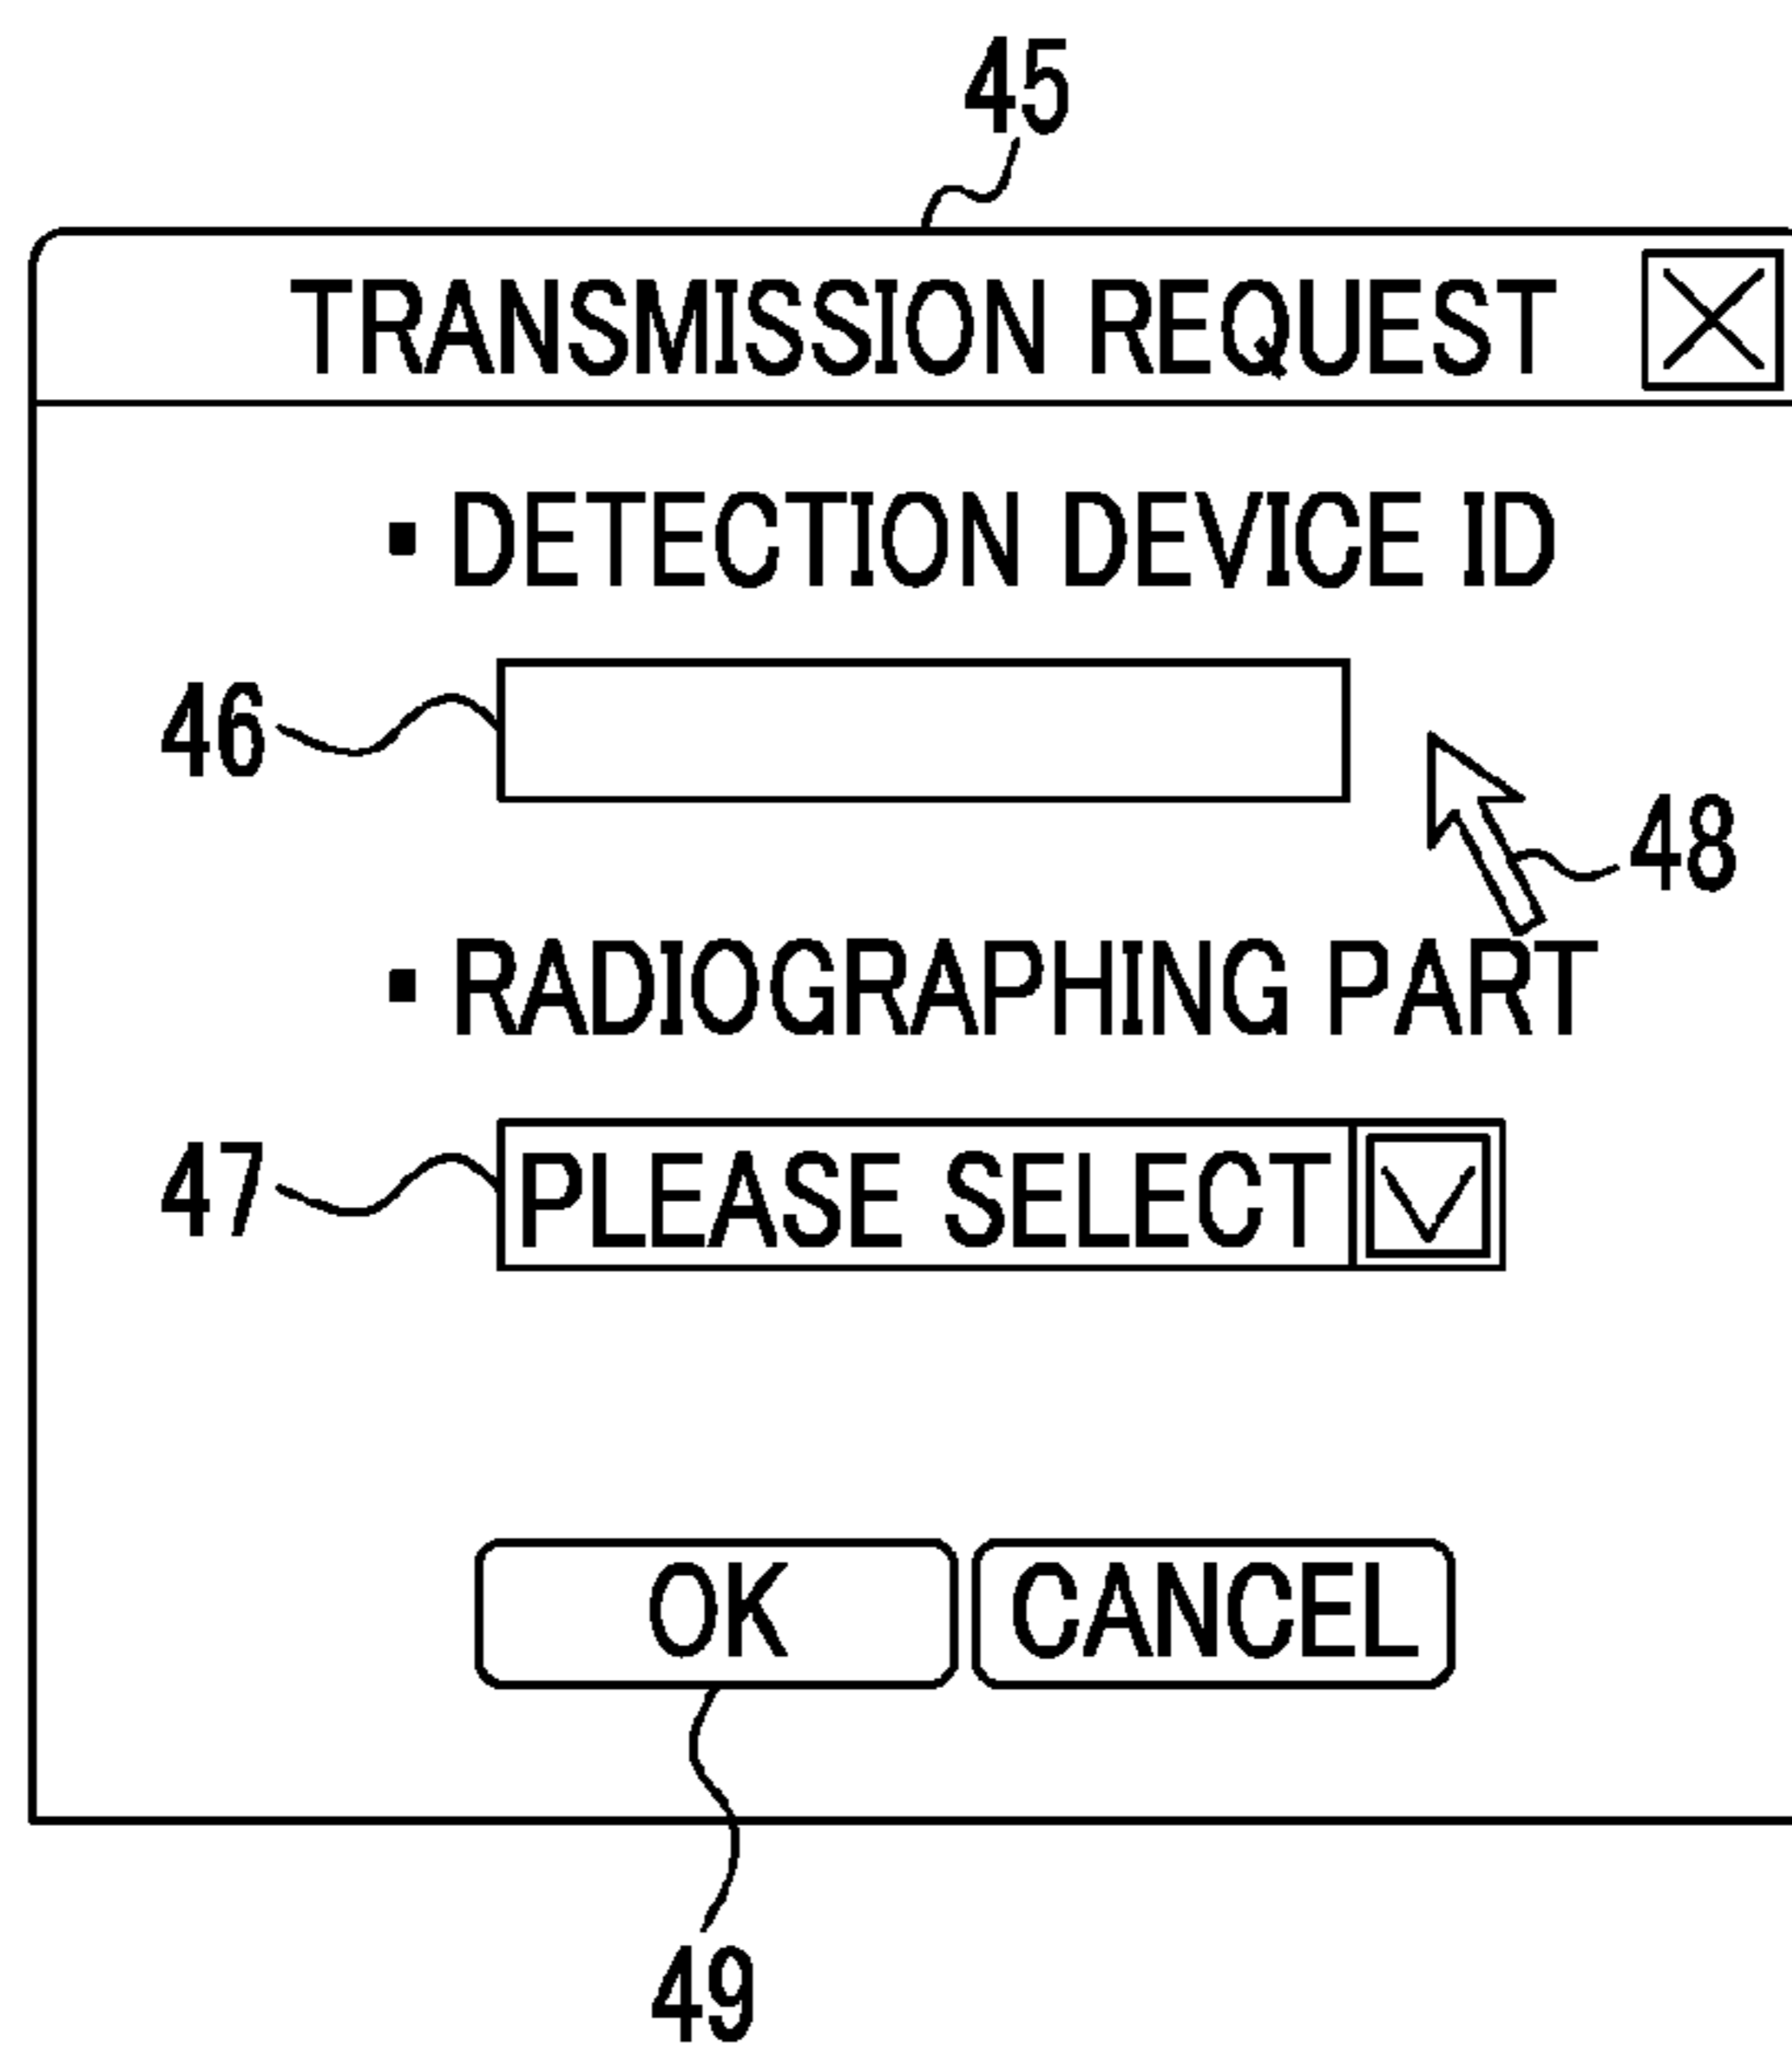 45
TRANSMISSION REQUEST
▪ DETECTION DEVICE ID
46
48
▪ RADIOGRAPHING PART
47 PLEASE SELECT
OK CANCEL
49